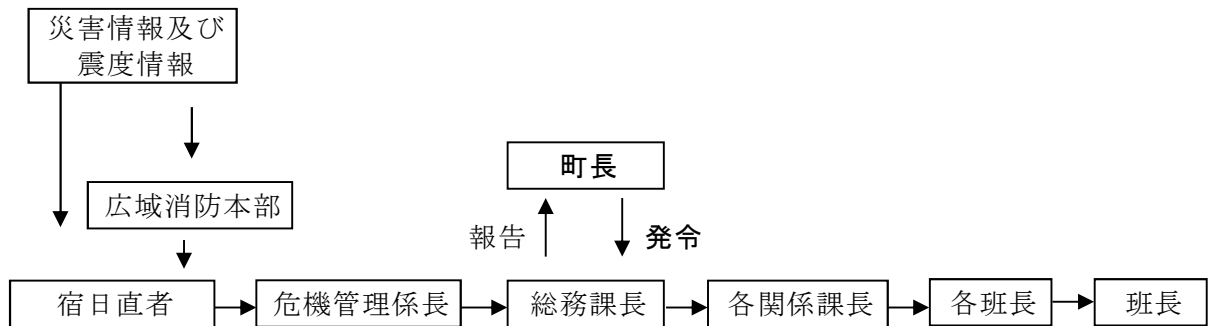 災害情報及び
震度情報
町長
広域消防本部
報告
発令
宿日直者
危機管理係長
総務課長
各関係課長
各班長
班長